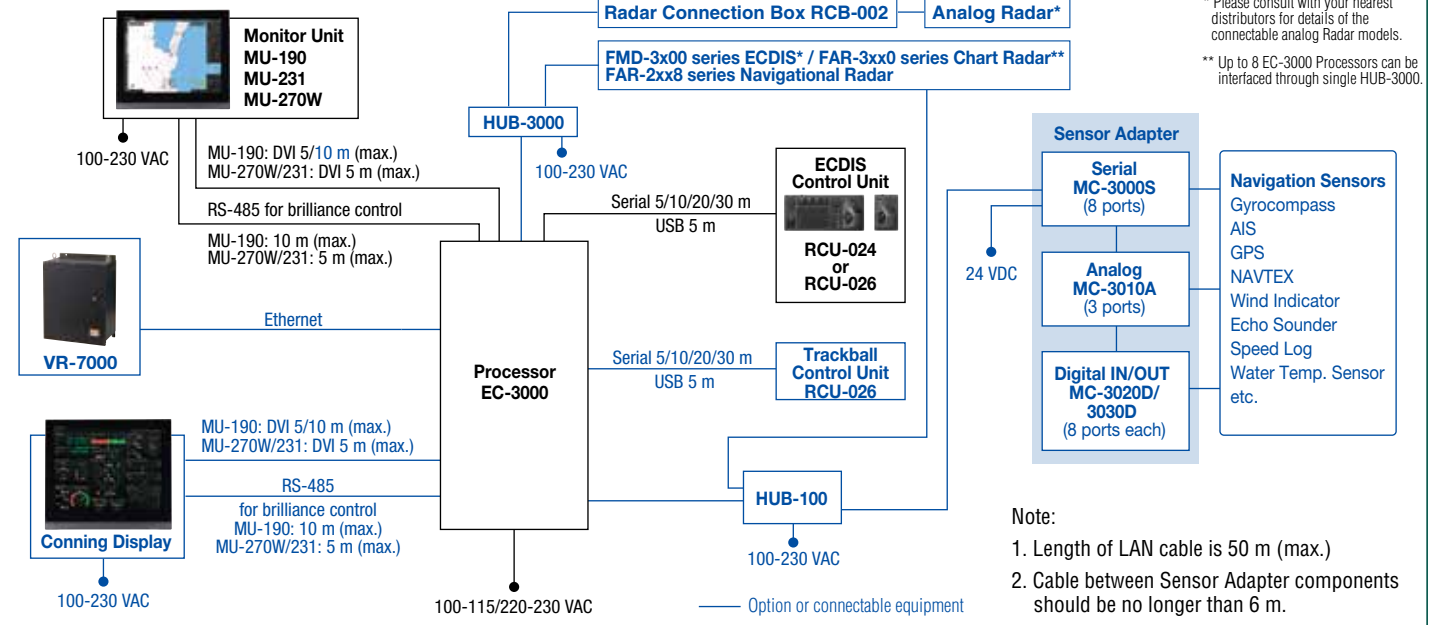 Radar Connection Box RCB-002
Analog Radar*
* Please consult with your nearest
distributors for details of the
connectable analog Radar models.
** Up to 8 EC-3000 Processors can be
interfaced through single HUB-3000.
FMD-3x00 series ECDIS* / FAR-3xx0 series Chart Radar**
FAR-2xx8 series Navigational Radar
Monitor Unit
MU-190
MU-231
MU-270W
100-230 VAC
HUB-3000
100-230 VAC
MU-190: DVI 5/10 m (max.)
MU-270W/231: DVI 5 m (max.)
RS-485 for brilliance control
MU-190: 10 m (max.)
MU-270W/231: 5 m (max.)
Serial 5/10/20/30 m
USB 5 m
ECDIS
Control Unit
RCU-024
or
RCU-026
Sensor Adapter
Serial
MC-3000S
(8 ports)
24 VDC
Analog
MC-3010A
(3 ports)
Digital IN/OUT
MC-3020D/
3030D
(8 ports each)
Navigation Sensors
Gyrocompass
AIS
GPS
NAVTEX
Wind Indicator
Echo Sounder
Speed Log
Water Temp. Sensor
etc.
VR-7000
Ethernet
Processor
EC-3000
Serial 5/10/20/30 m
USB 5 m
Trackball
Control Unit
RCU-026
MU-190: DVI 5/10 m (max.)
MU-270W/231: DVI 5 m (max.)
RS-485
for brilliance control
MU-190: 10 m (max.)
MU-270W/231: 5 m (max.)
Conning Display
100-230 VAC
100-115/220-230 VAC
HUB-100
100-230 VAC
Option or connectable equipment
Note:
1. Length of LAN cable is 50 m (max.)
2. Cable between Sensor Adapter components
should be no longer than 6 m.